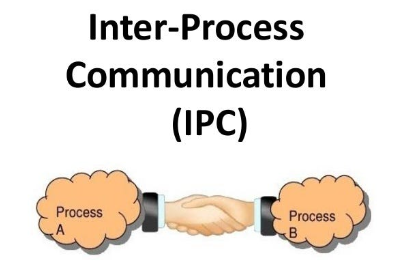 Inter-Process
Communication
(IPC)
Process
A
Process
B